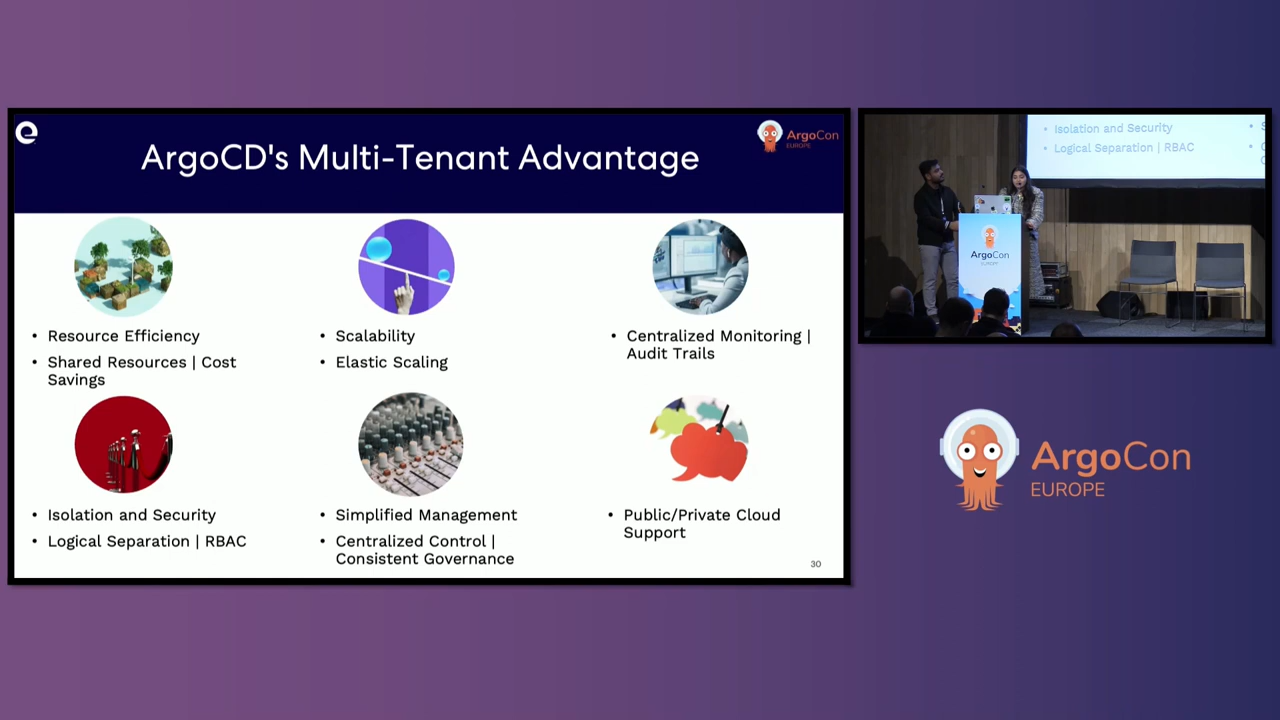 ArgoCD's Multi-Tenant Advantage
ArgoCon
EUROPE
• Resource Efficiency
• Shared Resources | Cost
Savings
• Scalability
• Elastic Scaling
• Centralized Monitoring |
Audit Trails
• Isolation and Security
• Logical Separation | RBAC
• Simplified Management
• Centralized Control |
Consistent Governance
• Public/Private Cloud
Support
30
• Isolation and Security
• Logical Separation | RBAC
ArgoCon
EUROPE
ArgoCon
EUROPE